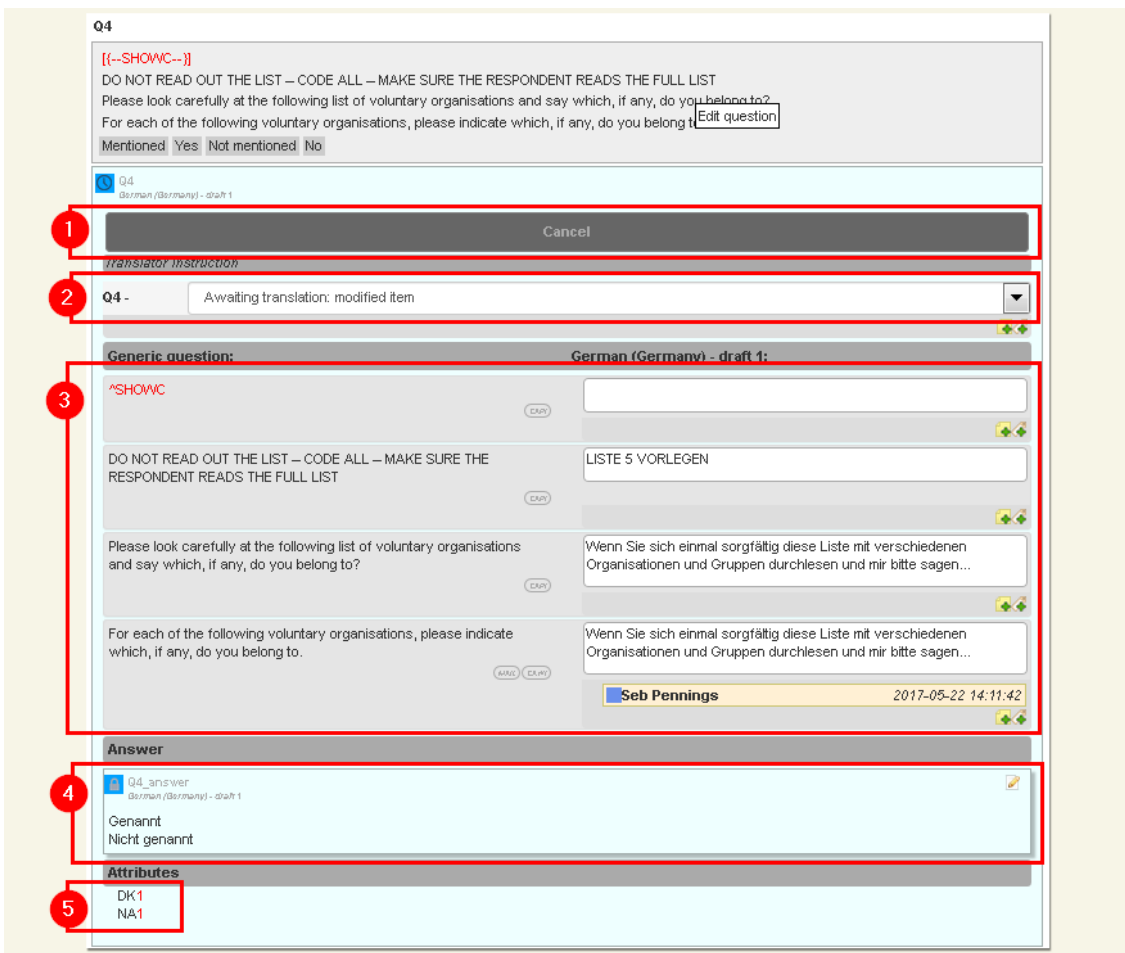 Q4
[{--SHOWC--}]
DO NOT READ OUT THE LIST – CODE ALL – MAKE SURE THE RESPONDENT READS THE FULL LIST
Please look carefully at the following list of voluntary organisations and say which, if any, do you belong to?
For each of the following voluntary organisations, please indicate which, if any, do you belong
Edit question
Mentioned Yes Not mentioned No
Q4
German (Germany) - draft 1
1
Cancel
Translator Instruction
2
Q4 - Awaiting translation: modified item
Generic question: German (Germany) - draft 1:
3
^SHOWC
COPY
DO NOT READ OUT THE LIST – CODE ALL – MAKE SURE THE
RESPONDENT READS THE FULL LIST
LISTE 5 VORLEGEN
COPY
Please look carefully at the following list of voluntary organisations
and say which, if any, do you belong to?
Wenn Sie sich einmal sorgfältig diese Liste mit verschiedenen
Organisationen und Gruppen durchlesen und mir bitte sagen...
COPY
For each of the following voluntary organisations, please indicate
which, if any, do you belong to.
Wenn Sie sich einmal sorgfältig diese Liste mit verschiedenen
Organisationen und Gruppen durchlesen und mir bitte sagen...
COPY
Seb Pennings 2017-05-22 14:11:42
Answer
4
Q4_answer
German (Germany) - draft 1
Genannt
Nicht genannt
Attributes
5
DK1
NA1